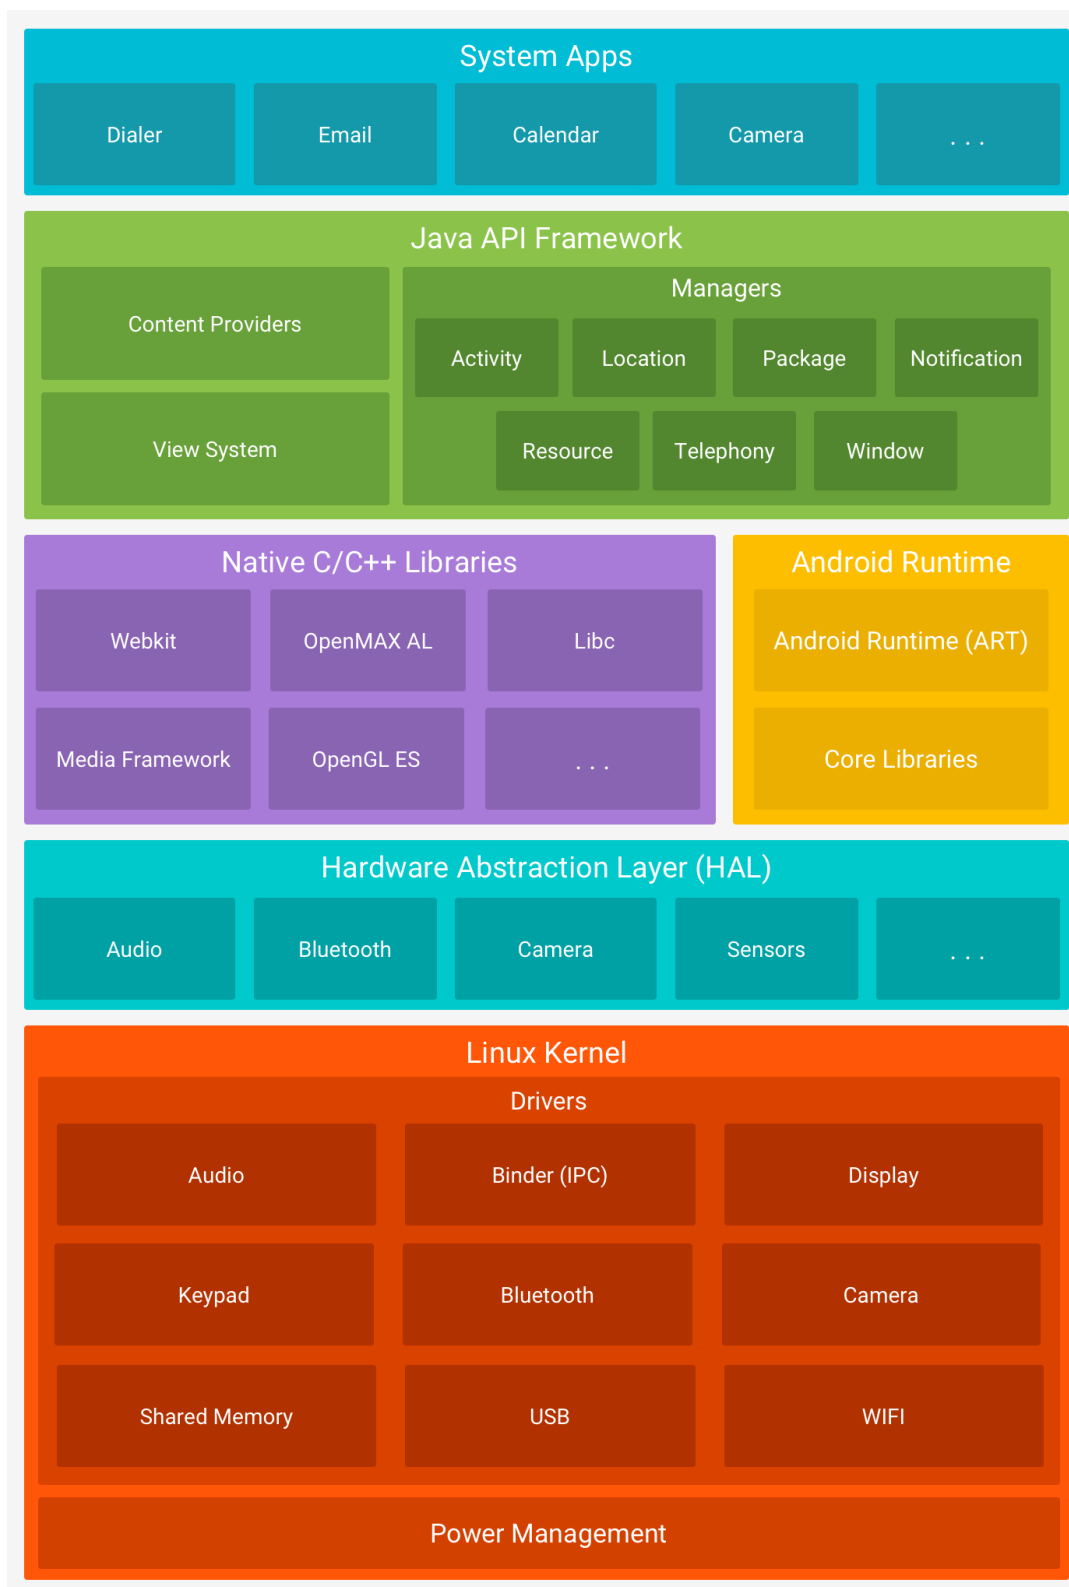 System Apps
Dialer
Email
Calendar
Camera
. . .
Java API Framework
Content Providers
View System
Managers
Activity
Location
Package
Notification
Resource
Telephony
Window
Native C/C++ Libraries
Webkit
OpenMAX AL
Libc
Media Framework
OpenGL ES
. . .
Android Runtime
Android Runtime (ART)
Core Libraries
Hardware Abstraction Layer (HAL)
Audio
Bluetooth
Camera
Sensors
. . .
Linux Kernel
Drivers
Audio
Binder (IPC)
Display
Keypad
Bluetooth
Camera
Shared Memory
USB
WIFI
Power Management